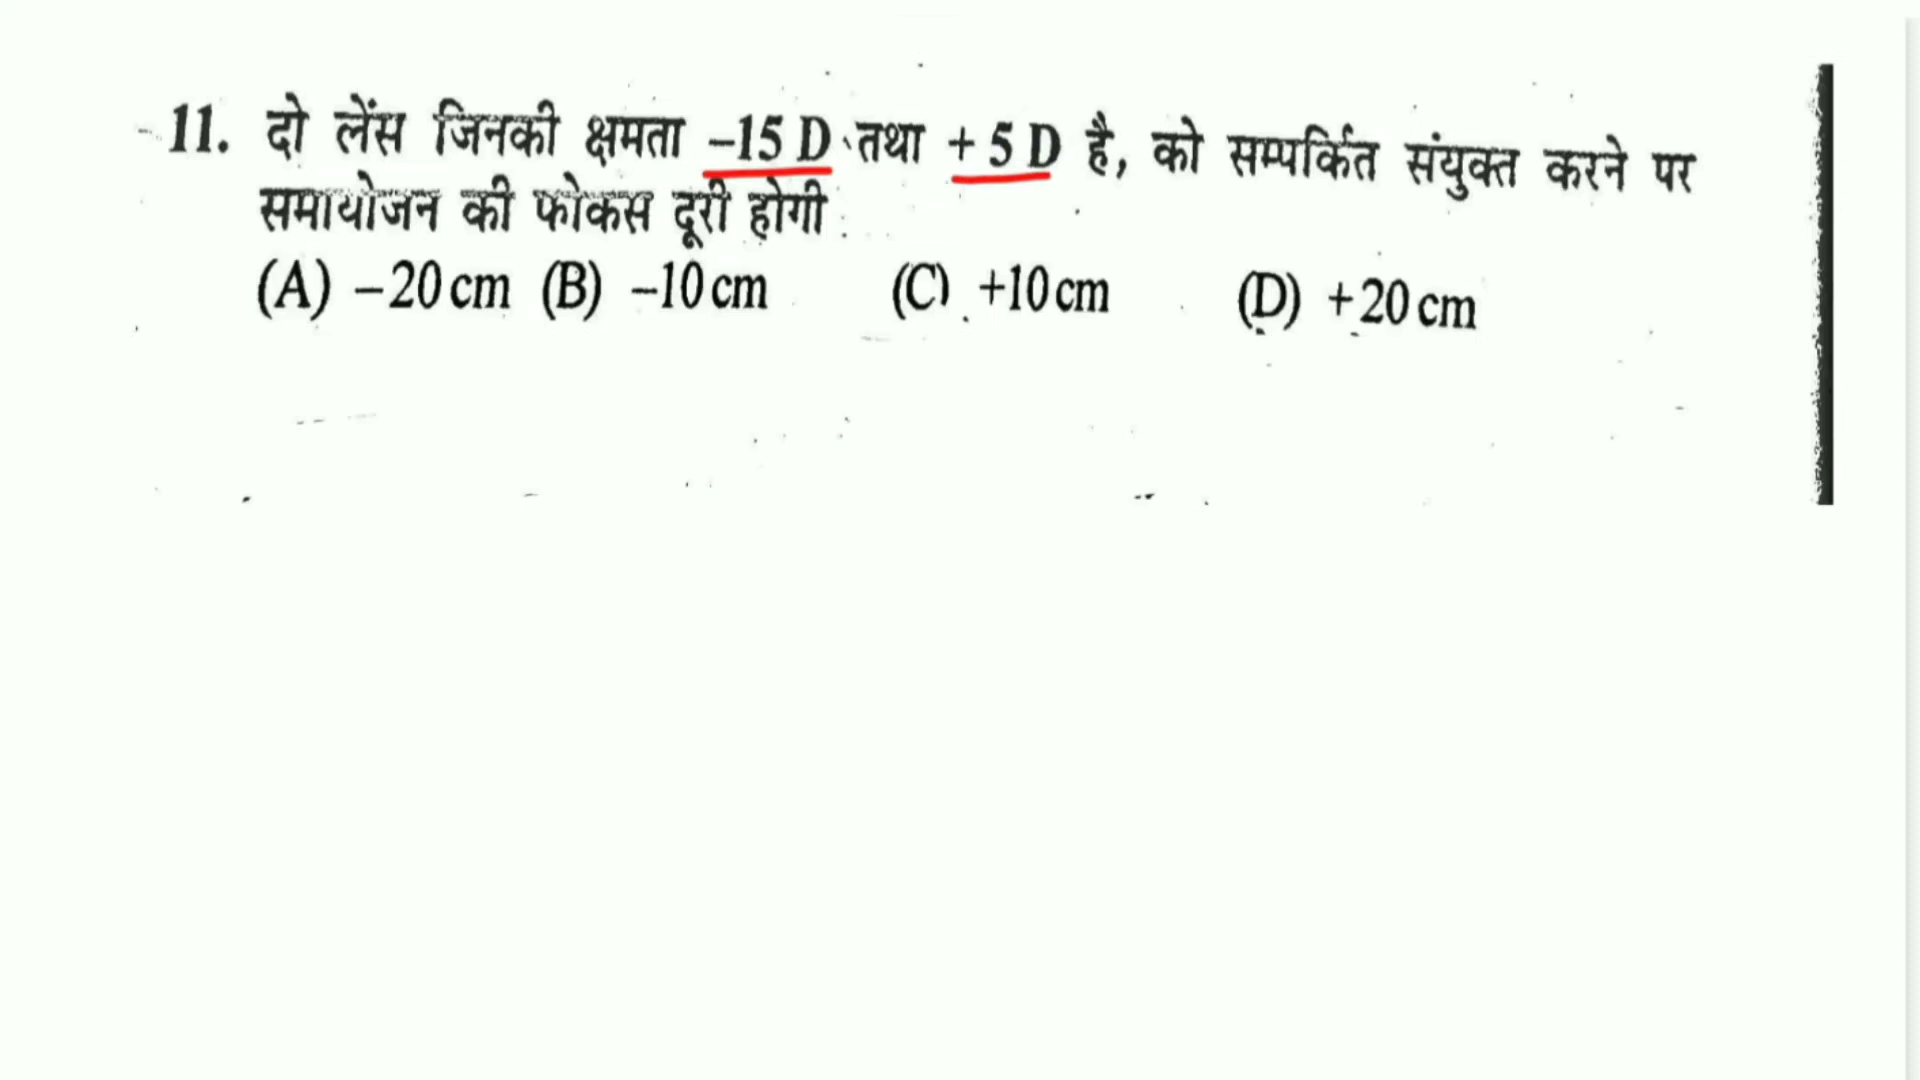 11. दो लेंस जिनकी क्षमता –15 D तथा + 5 D है, को सम्पर्कित संयुक्त करने पर
समायोजन की फोकस दूरी होगी :
(A) – 20 cm (B) –10 cm (C) +10 cm (D) + 20 cm